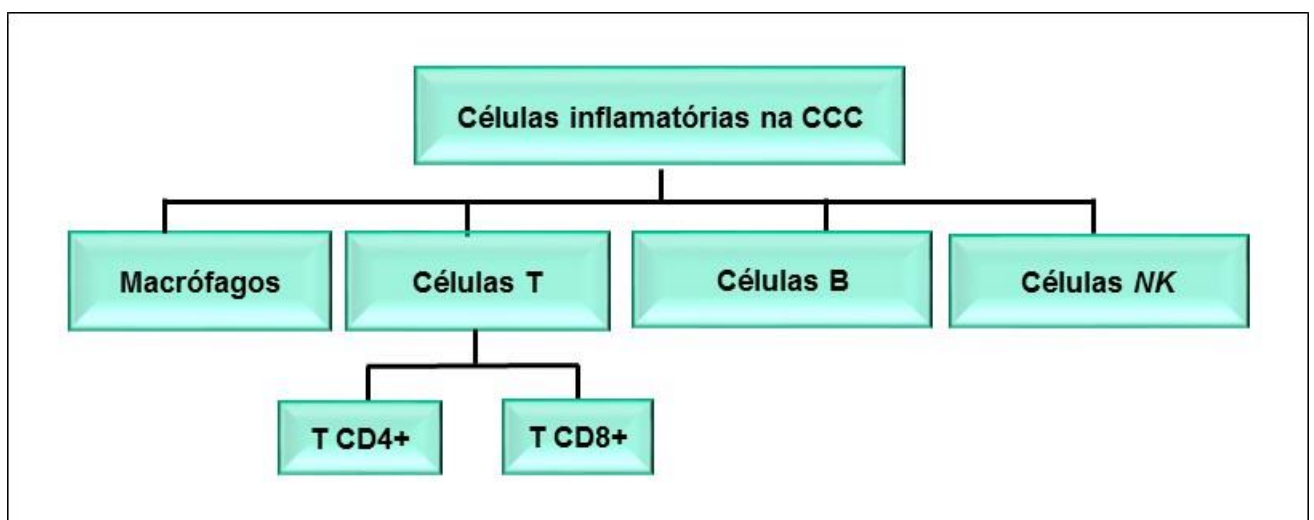 Células inflamatórias na CCC
Macrófagos
Células T
Células B
Células NK
T CD4+
T CD8+